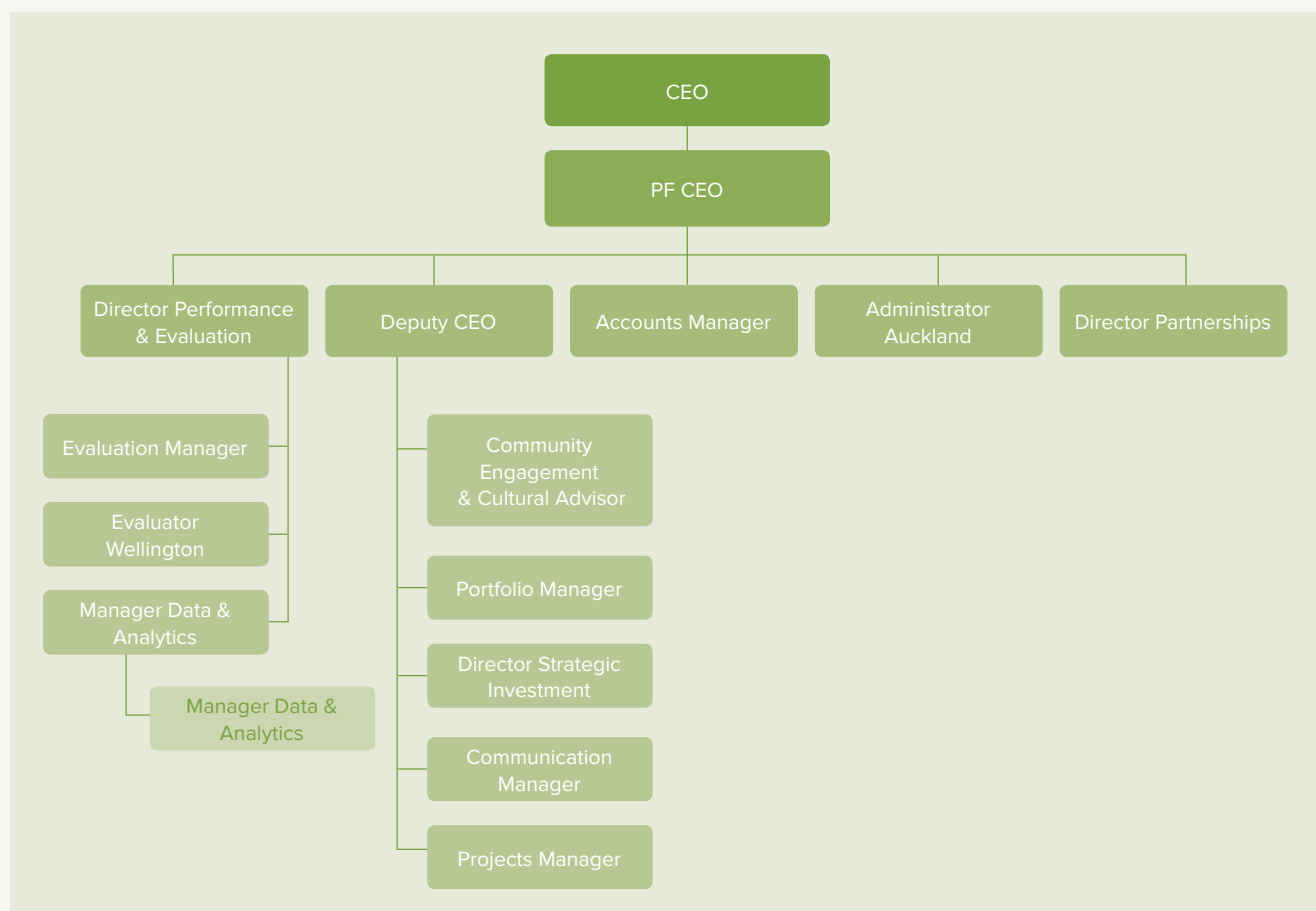 CEO
PF CEO
Director Performance
& Evaluation
Deputy CEO
Accounts Manager
Administrator
Auckland
Director Partnerships
Evaluation Manager
Evaluator
Wellington
Manager Data &
Analytics
Manager Data &
Analytics
Community
Engagement
& Cultural Advisor
Portfolio Manager
Director Strategic
Investment
Communication
Manager
Projects Manager